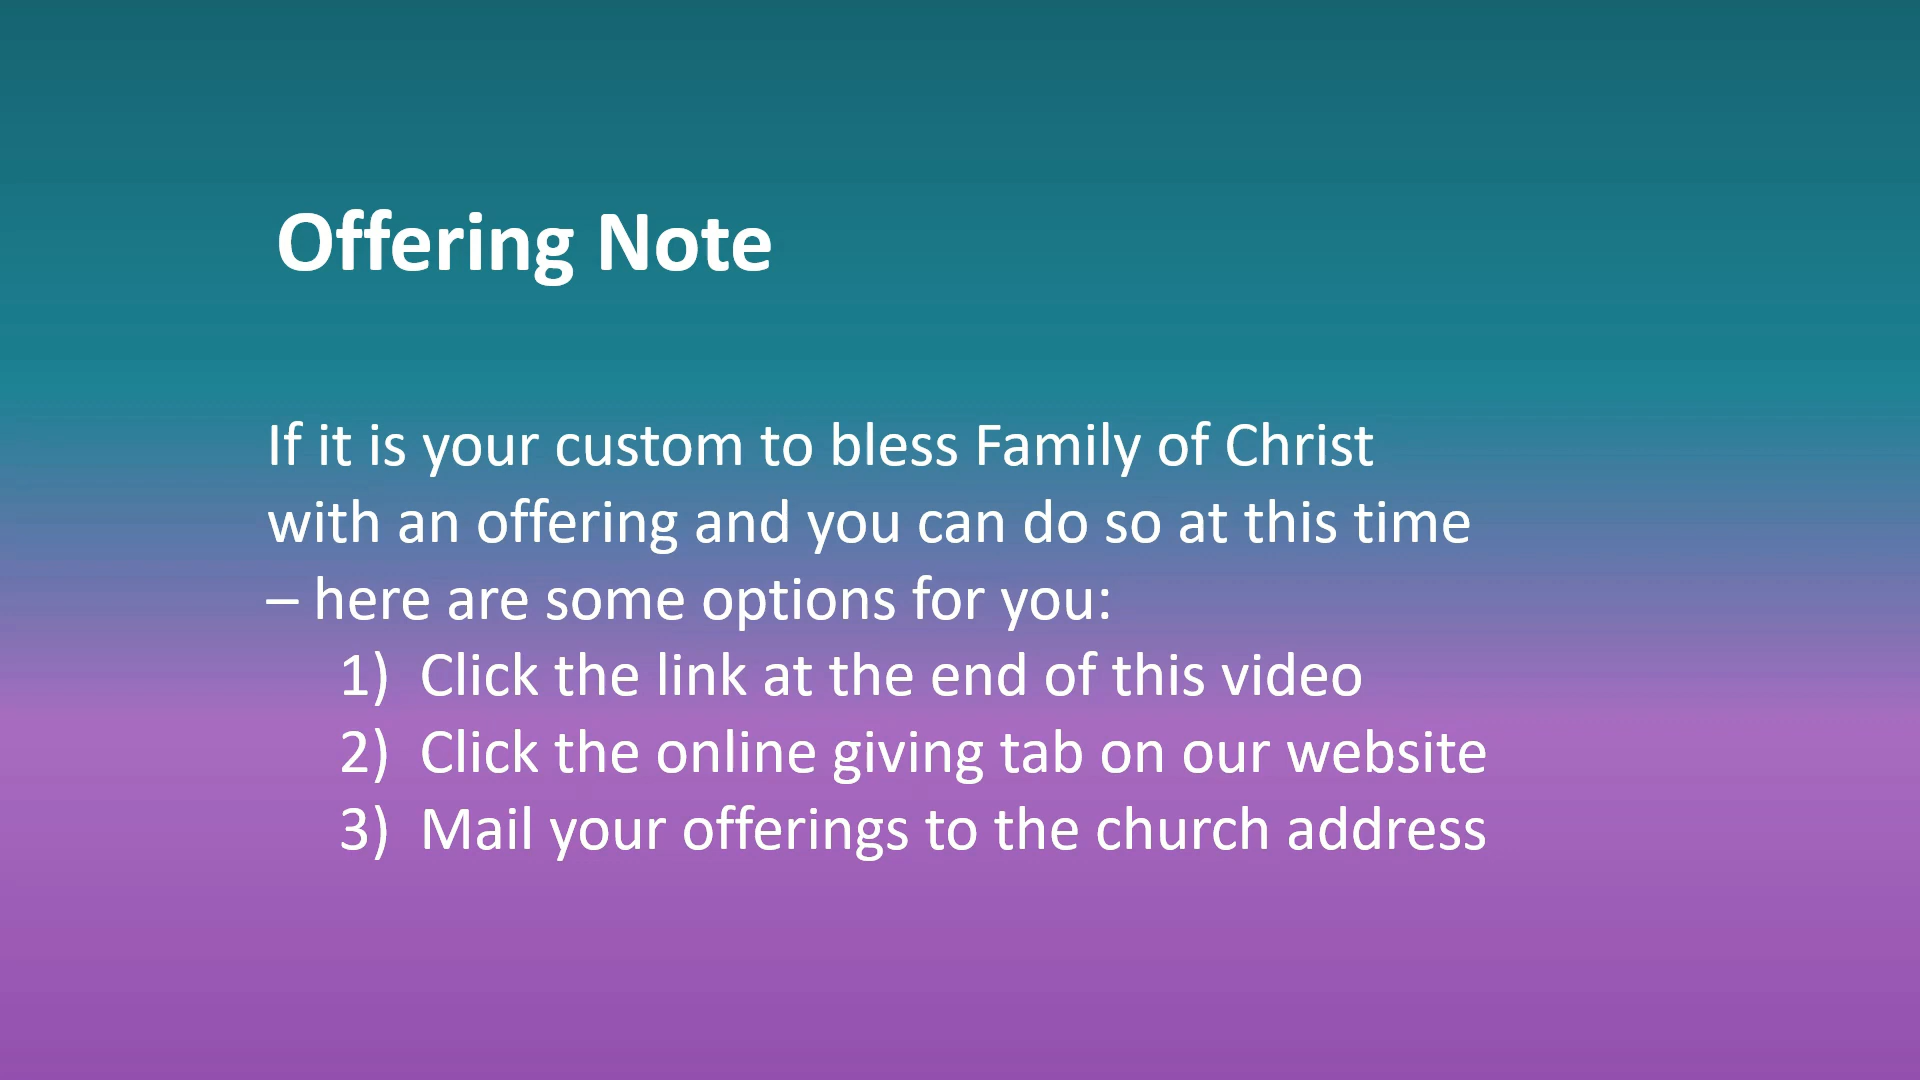 Offering Note
If it is your custom to bless Family of Christ
with an offering and you can do so at this time
– here are some options for you:
1) Click the link at the end of this video
2) Click the online giving tab on our website
3) Mail your offerings to the church address